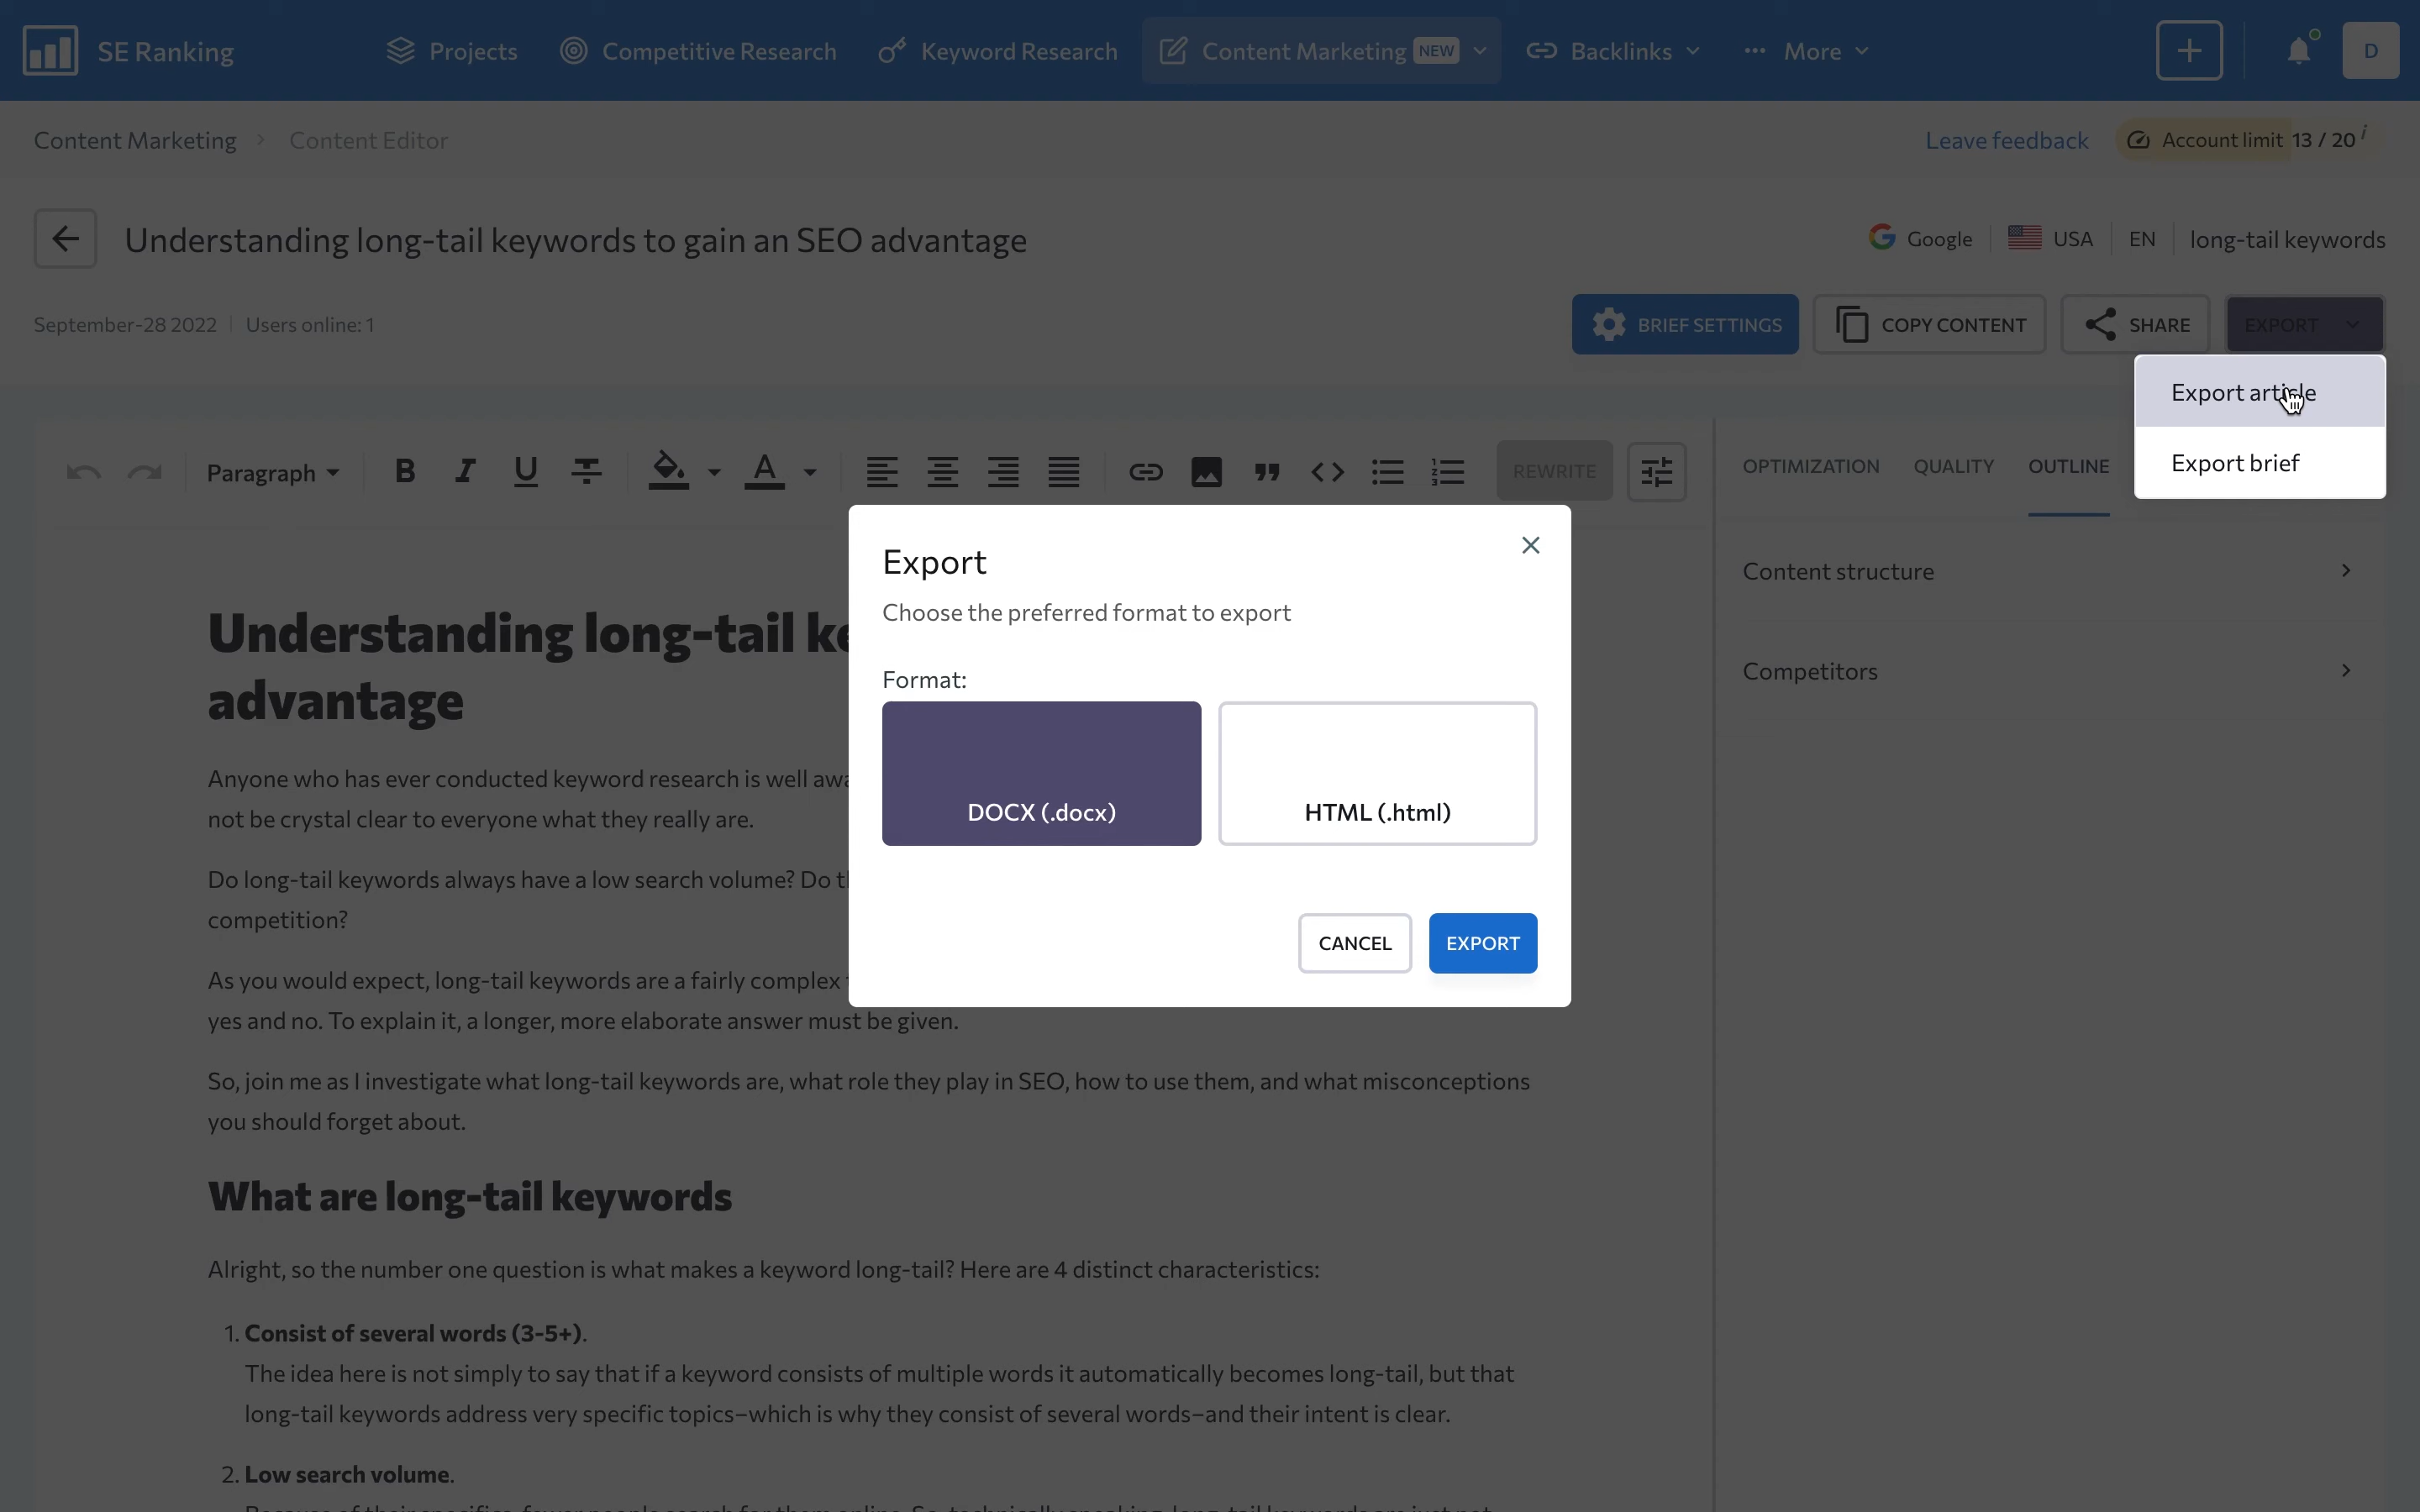 SE Ranking
Projects
Competitive Research
Keyword Research
Content Marketing NEW
Backlinks
More
D
Content Marketing > Content Editor
Leave feedback
Account limit 13 / 20 i
Understanding long-tail keywords to gain an SEO advantage
Google
USA
EN
long-tail keywords
September-28 2022
Users online: 1
BRIEF SETTINGS
COPY CONTENT
SHARE
EXPORT
Export article
Export brief
Paragraph
REWRITE
OPTIMIZATION
QUALITY
OUTLINE
Content structure
Competitors
Export
Choose the preferred format to export
Format:
DOCX (.docx)
HTML (.html)
CANCEL
EXPORT
Understanding long-tail
advantage
Anyone who has ever conducted keyword research is well
not be crystal clear to everyone what they really are.
Do long-tail keywords always have a low search volume? Do
competition?
As you would expect, long-tail keywords are a fairly complex
yes and no. To explain it, a longer, more elaborate answer must be given.
So, join me as I investigate what long-tail keywords are, what role they play in SEO, how to use them, and what misconceptions
you should forget about.
What are long-tail keywords
Alright, so the number one question is what makes a keyword long-tail? Here are 4 distinct characteristics:
1. Consist of several words (3-5+).
The idea here is not simply to say that if a keyword consists of multiple words it automatically becomes long-tail, but that
long-tail keywords address very specific topics–which is why they consist of several words–and their intent is clear.
2. Low search volume.